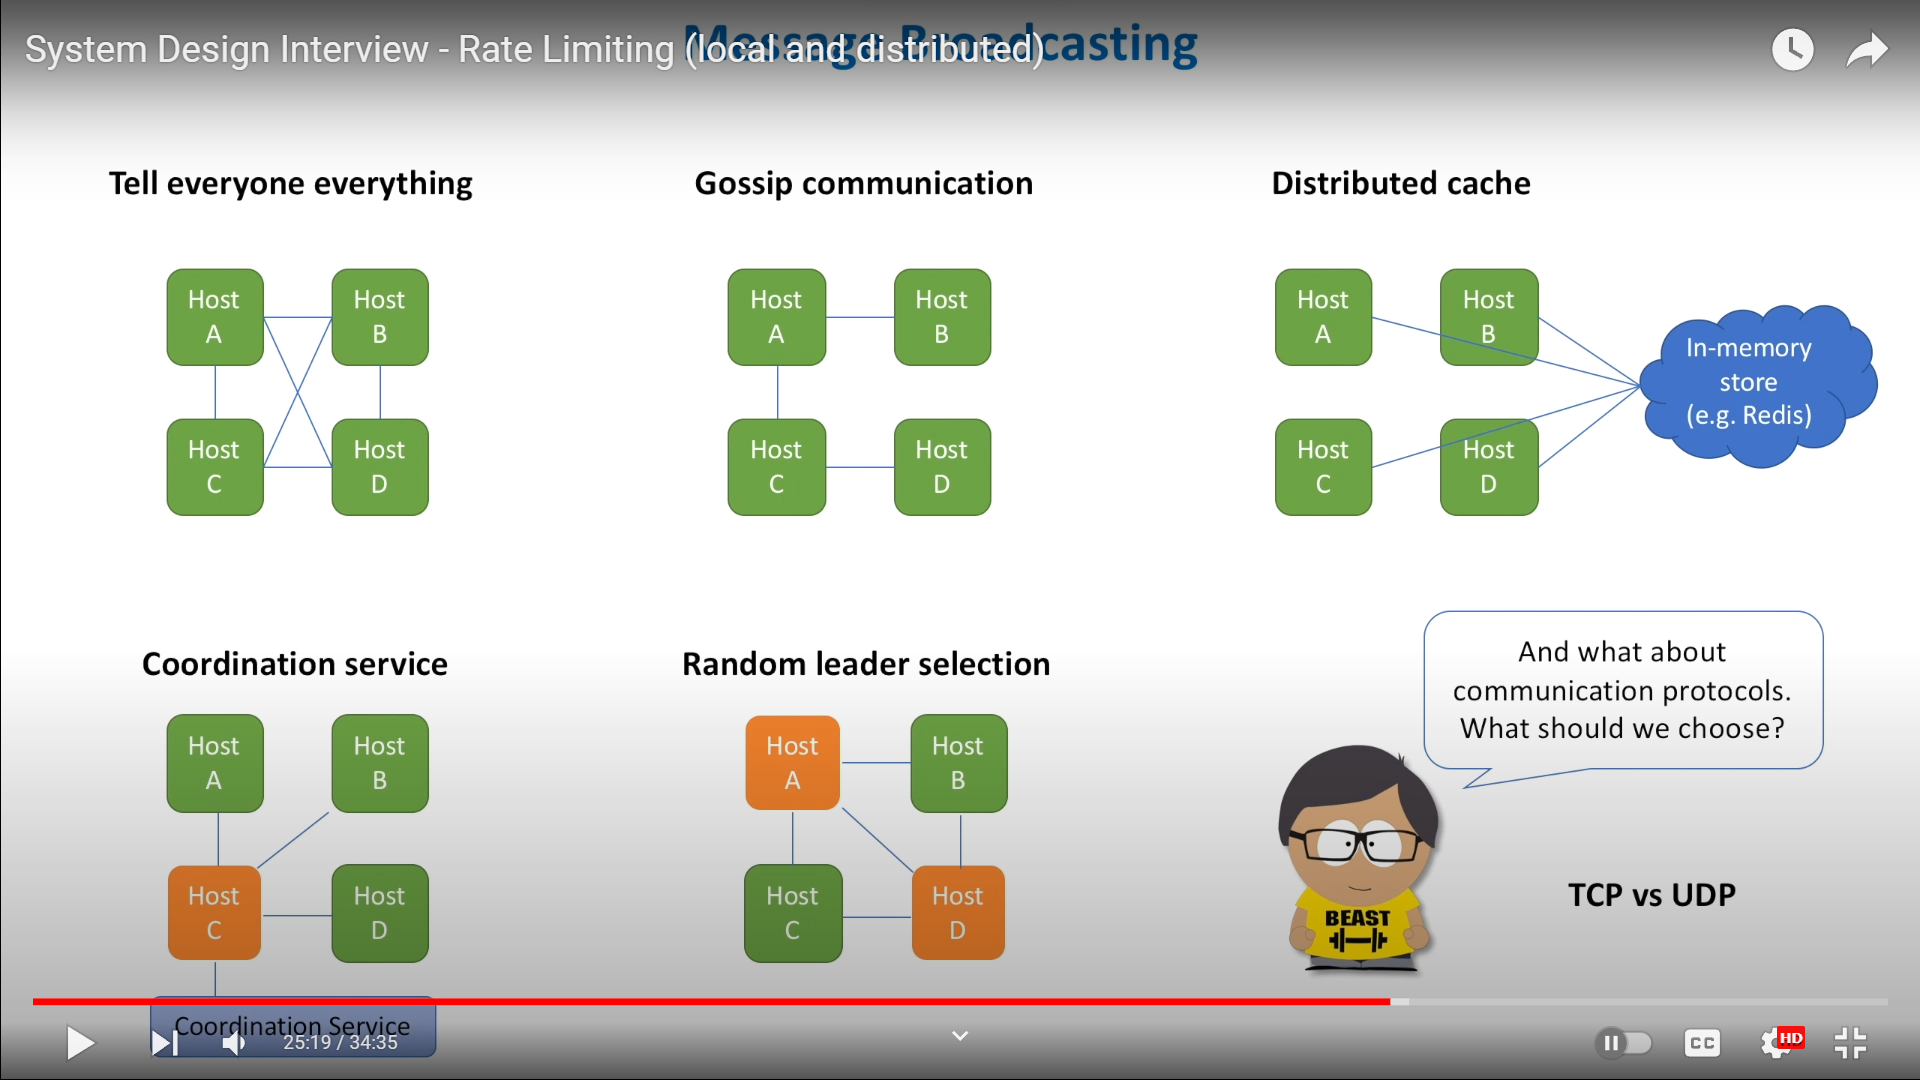 System Design Interview - Rate Limiting (local and distributed)
Message Broadcasting
Tell everyone everything
Gossip communication
Distributed cache
Host
A
Host
B
Host
C
Host
D
Host
A
Host
B
Host
C
Host
D
Host
A
Host
B
Host
C
Host
D
In-memory
store
(e.g. Redis)
Coordination service
Random leader selection
Host
A
Host
B
Host
C
Host
D
Coordination Service
Host
A
Host
B
Host
C
Host
D
And what about
communication protocols.
What should we choose?
BEAST
TCP vs UDP
25:19 / 34:35
CC
HD